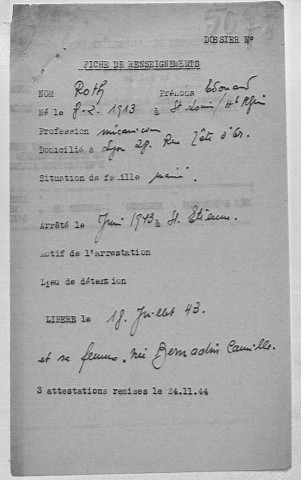 DOSSIER N°
FICHE DE RENSEIGNEMENTS
NOM Roth Prénoms Edouard
Né le 8-2-1913 à St Louis Ht Rhin
Profession mécanicien
Domicilié à Lyon 29. Rue Tête d'Or.
Situation de famille marié.
Arrêté le Juin 1943 à St. Etienne.
Motif de l'arrestation
Lieu de détention
LIBERE le 18. Juillet 43.
et sa femme, née Bernadin Camille.
3 attestations remises le 24.11.44